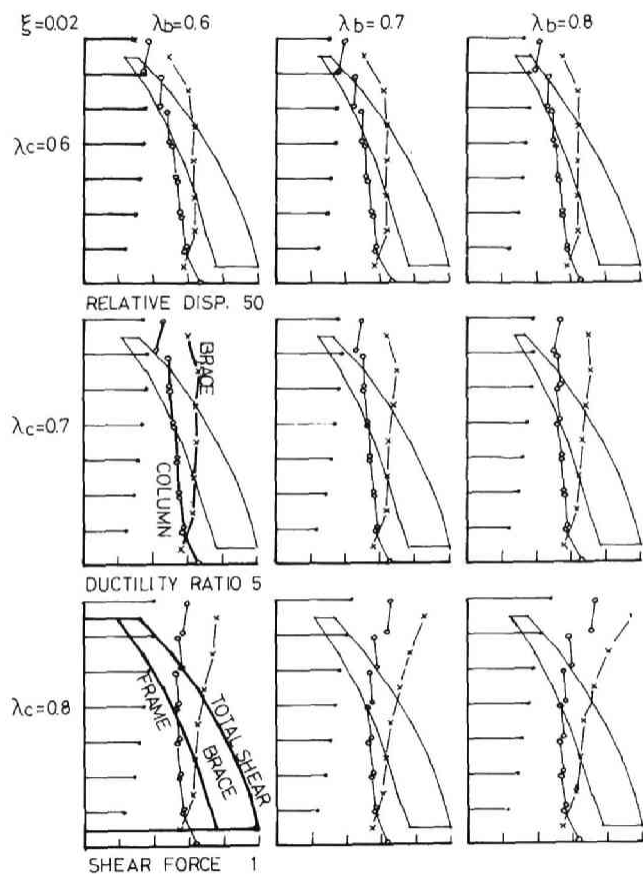 ξ=0.02 λb=0.6 λb=0.7 λb=0.8
λc=0.6
RELATIVE DISP. 50
λc=0.7
BRACE
COLUMN
DUCTILITY RATIO 5
λc=0.8
FRAME
BRACE
TOTAL SHEAR
SHEAR FORCE 1